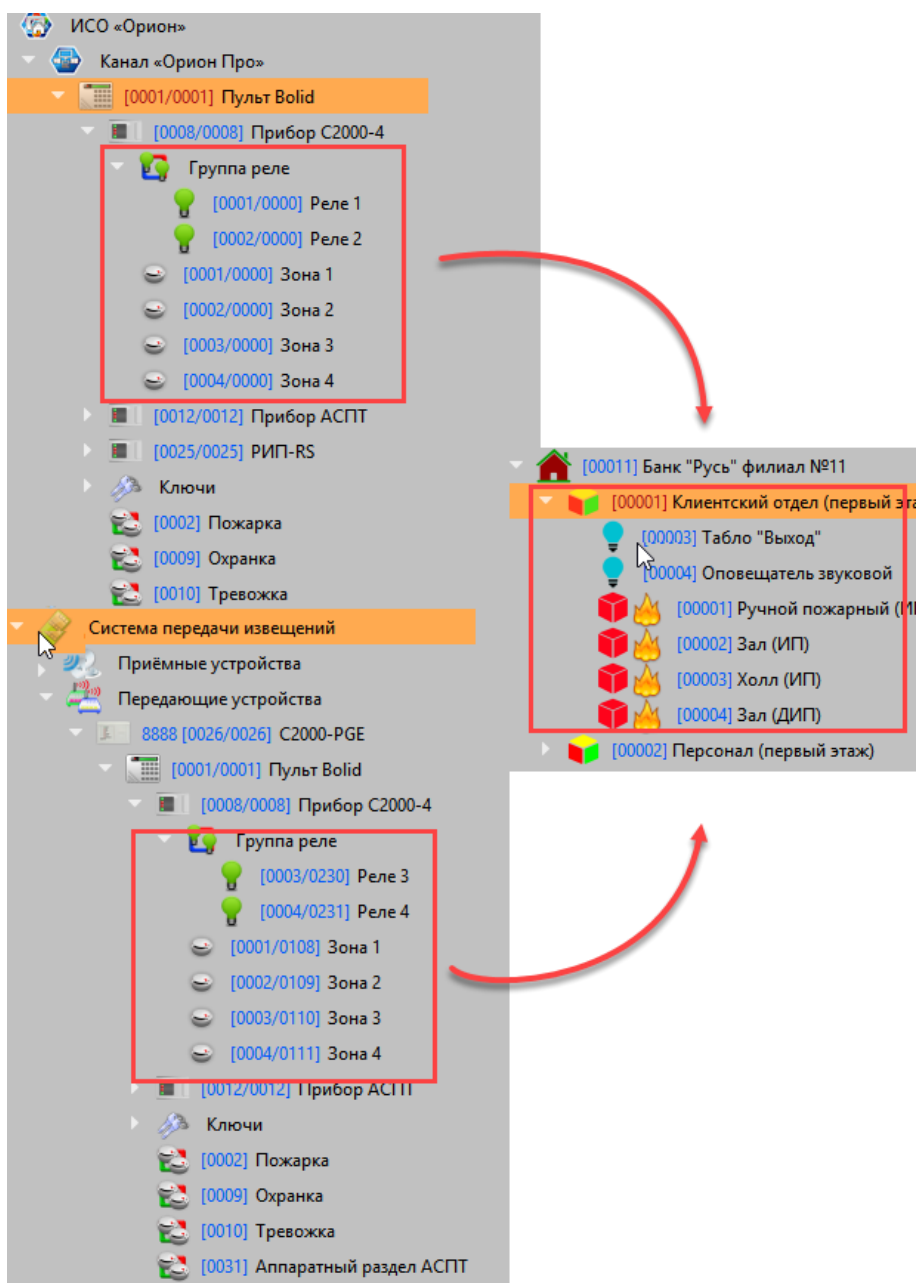 ИСО «Орион»
Канал «Орион Про»
[0001/0001] Пульт Bolid
[0008/0008] Прибор С2000-4
Группа реле
[0001/0000] Реле 1
[0002/0000] Реле 2
[0001/0000] Зона 1
[0002/0000] Зона 2
[0003/0000] Зона 3
[0004/0000] Зона 4
[0012/0012] Прибор АСПТ
[0025/0025] РИП-RS
Ключи
[0002] Пожарка
[0009] Охранка
[0010] Тревожка
Система передачи извещений
Приёмные устройства
Передающие устройства
8888 [0026/0026] С2000-PGE
[0001/0001] Пульт Bolid
[0008/0008] Прибор С2000-4
Группа реле
[0003/0230] Реле 3
[0004/0231] Реле 4
[0001/0108] Зона 1
[0002/0109] Зона 2
[0003/0110] Зона 3
[0004/0111] Зона 4
[0012/0012] Прибор АСПТ
Ключи
[0002] Пожарка
[0009] Охранка
[0010] Тревожка
[0031] Аппаратный раздел АСПТ
[00011] Банк "Русь" филиал №11
[00001] Клиентский отдел (первый эта
[00003] Табло "Выход"
[00004] Оповещатель звуковой
[00001] Ручной пожарный (И
[00002] Зал (ИП)
[00003] Холл (ИП)
[00004] Зал (ДИП)
[00002] Персонал (первый этаж)